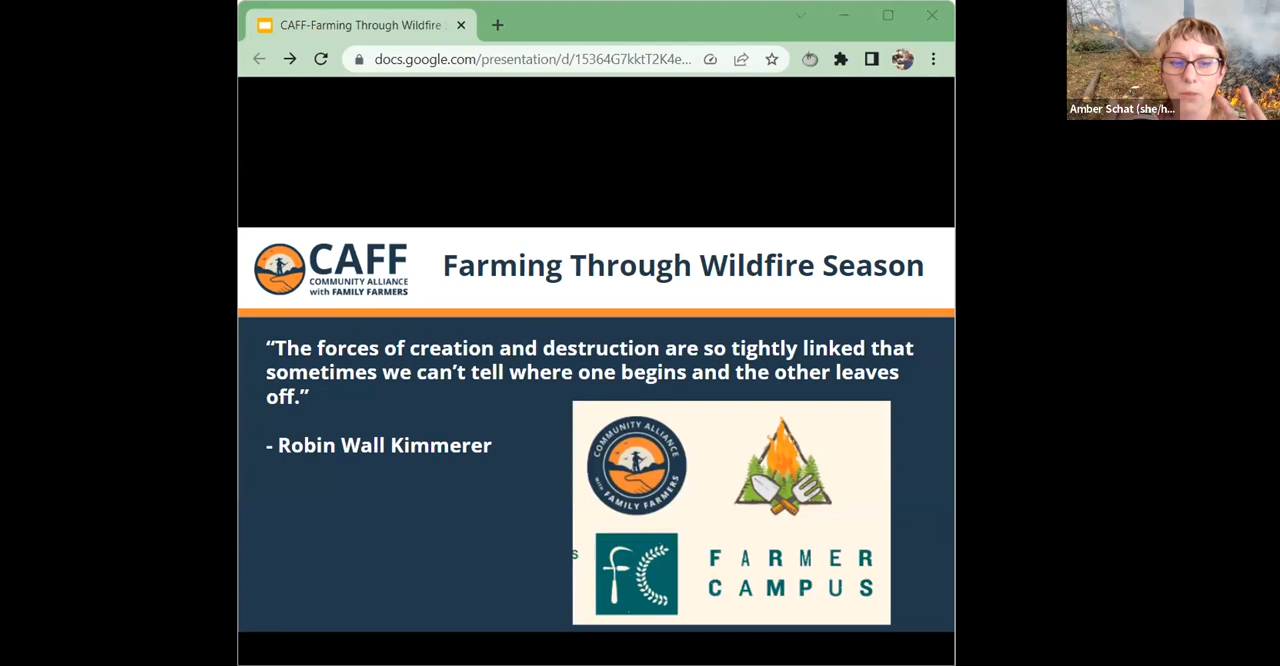 CAFF-Farming Through Wildfire
docs.google.com/presentation/d/15364G7kktT2K4e...
Amber Schat (she/h...
CAFF
COMMUNITY ALLIANCE
with FAMILY FARMERS
Farming Through Wildfire Season
“The forces of creation and destruction are so tightly linked that
sometimes we can’t tell where one begins and the other leaves
off.”
- Robin Wall Kimmerer
COMMUNITY ALLIANCE
with FAMILY FARMERS
S
FC
FARMER
CAMPUS